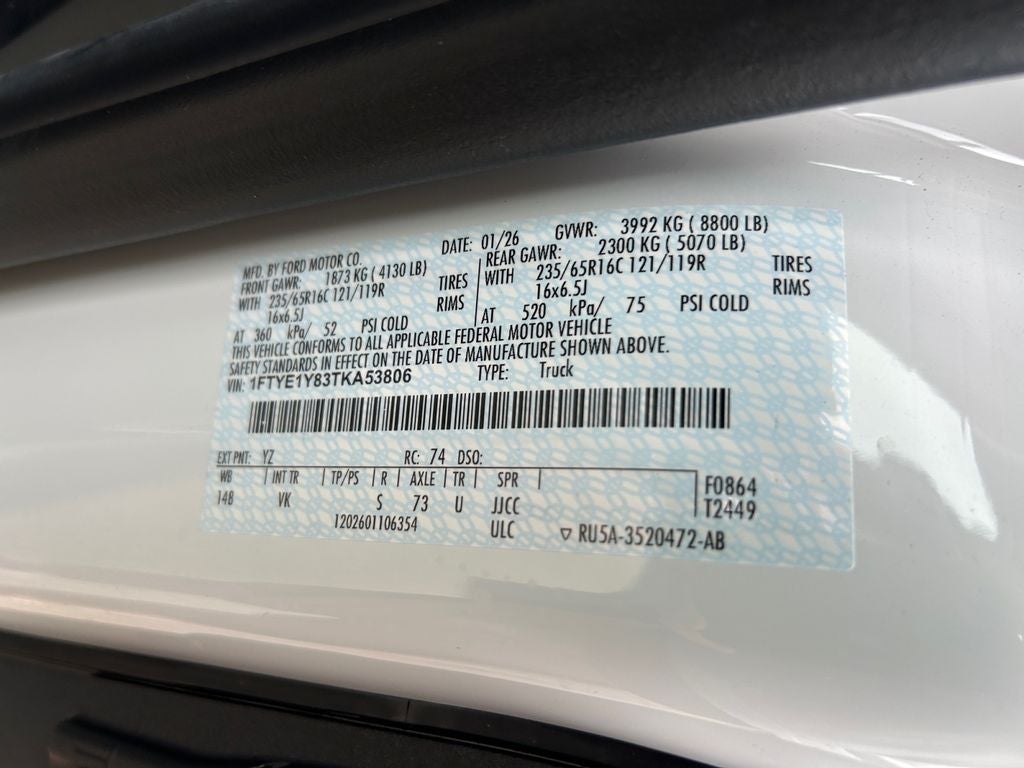 MFD. BY FORD MOTOR CO. DATE: 01/26 GVWR: 3992 KG ( 8800 LB)
FRONT GAWR: 1873 KG ( 4130 LB) REAR GAWR: 2300 KG ( 5070 LB)
WITH 235/65R16C 121/119R TIRES WITH 235/65R16C 121/119R TIRES
16x6.5J RIMS 16x6.5J RIMS
AT 360 kPa/ 52 PSI COLD AT 520 kPa/ 75 PSI COLD
THIS VEHICLE CONFORMS TO ALL APPLICABLE FEDERAL MOTOR VEHICLE
SAFETY STANDARDS IN EFFECT ON THE DATE OF MANUFACTURE SHOWN ABOVE.
VIN: 1FTYE1Y83TKA53806 TYPE: Truck
EXT PNT: YZ RC: 74 DSO:
WB INT TR TP/PS R AXLE TR SPR F0864
148 VK S 73 U JJCC T2449
1202601106354 ULC ▽ RU5A-3520472-AB